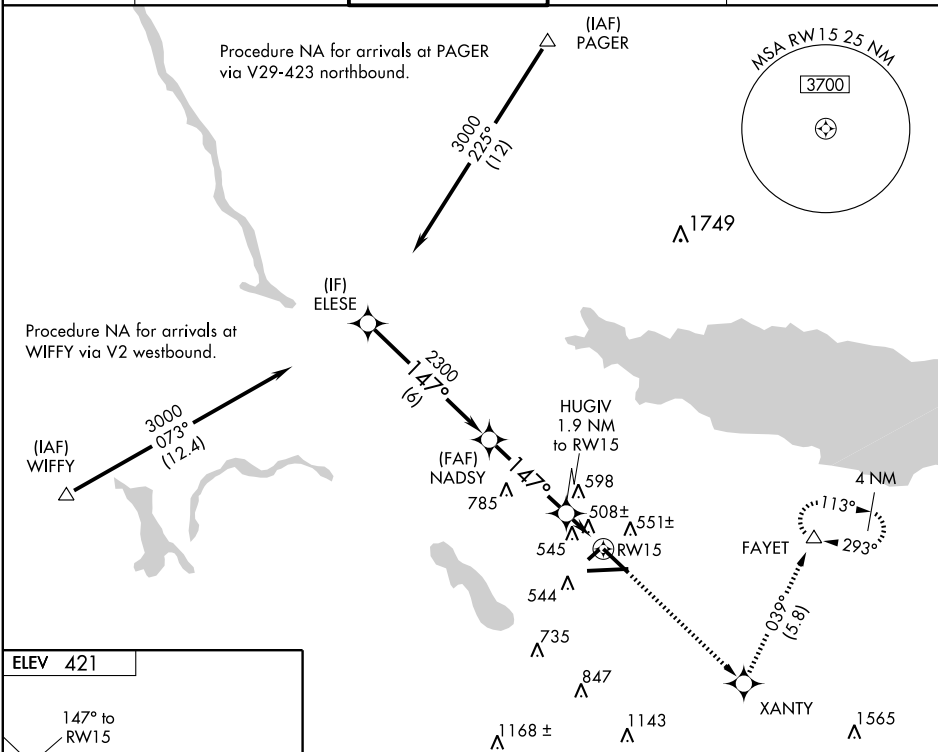 Procedure NA for arrivals at PAGER
via V29-423 northbound.
(IAF)
PAGER
MSA RW15 25 NM
3700
3000
225°
(12)
1749
(IF)
ELESE
Procedure NA for arrivals at
WIFFY via V2 westbound.
2300
147°
(6)
3000
073°
(12.4)
(IAF)
WIFFY
HUGIV
1.9 NM
to RW15
(FAF)
NADSY
147°
785
598
508±
551±
545
RW15
4 NM
113°
293°
FAYET
544
039°
(5.8)
735
847
XANTY
1168 ±
1143
1565
ELEV 421
147° to
RW15